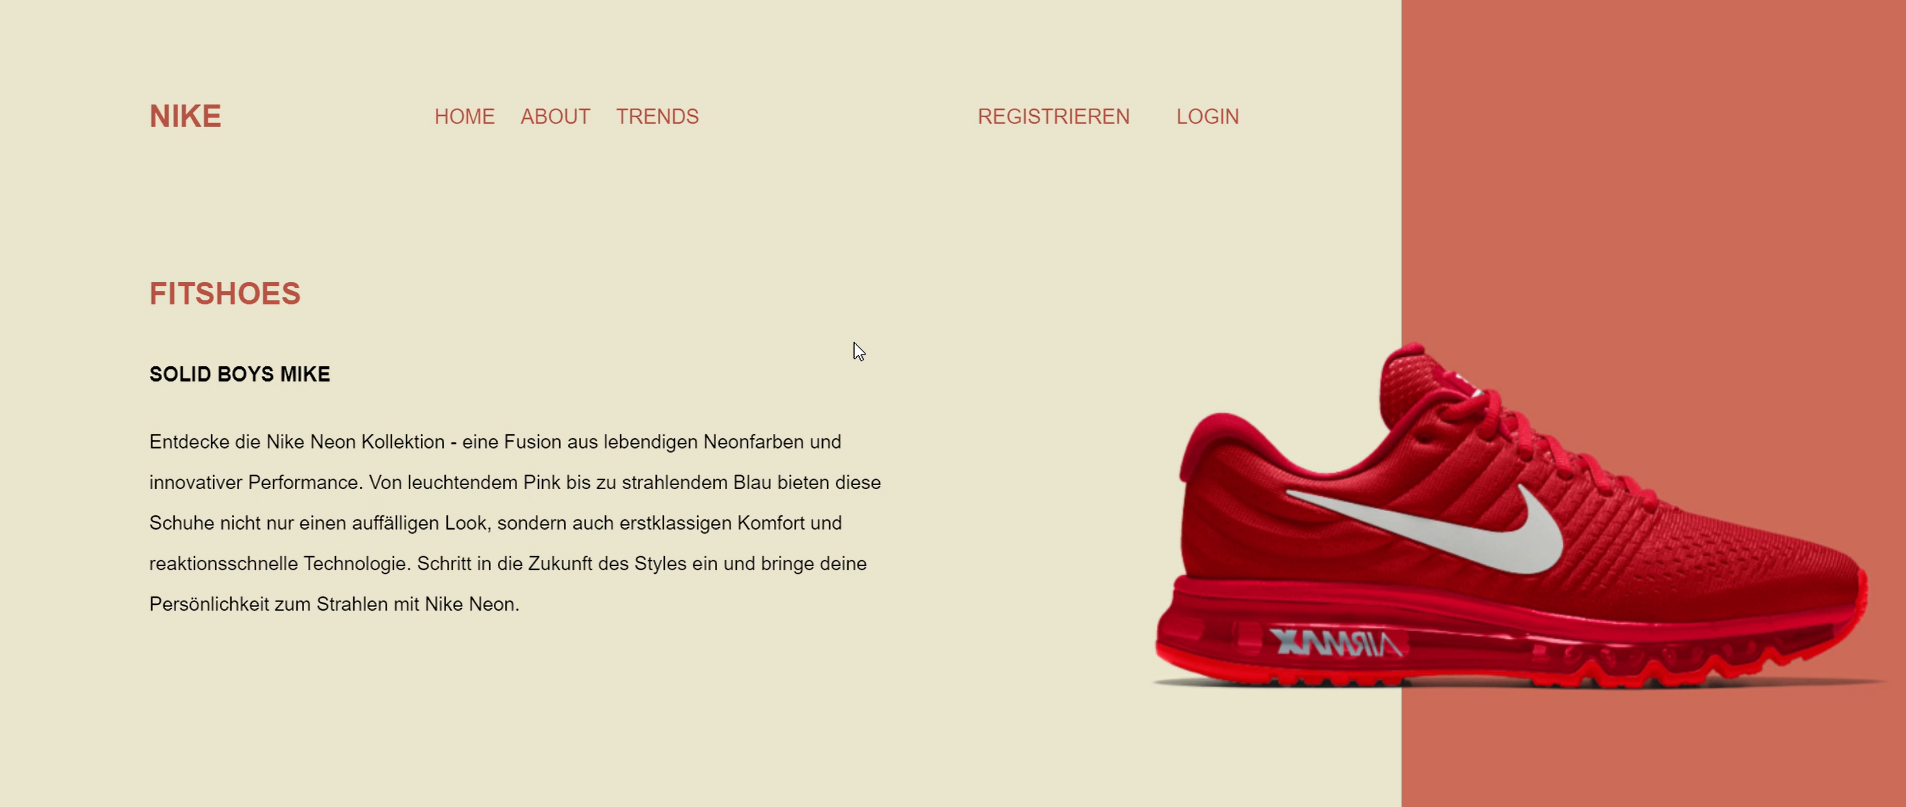 NIKE HOME ABOUT TRENDS REGISTRIEREN LOGIN
FITSHOES
SOLID BOYS MIKE
Entdecke die Nike Neon Kollektion - eine Fusion aus lebendigen Neonfarben und
innovativer Performance. Von leuchtendem Pink bis zu strahlendem Blau bieten diese
Schuhe nicht nur einen auffälligen Look, sondern auch erstklassigen Komfort und
reaktionsschnelle Technologie. Schritt in die Zukunft des Styles ein und bringe deine
Persönlichkeit zum Strahlen mit Nike Neon.
AIRMAX